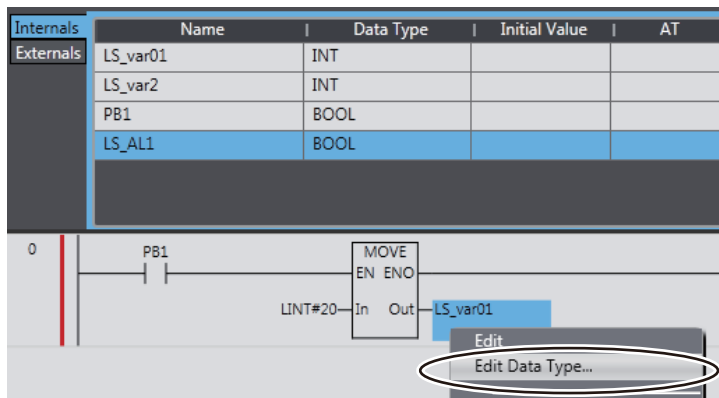 Internals Name Data Type Initial Value AT
Externals LS_var01 INT
LS_var2 INT
PB1 BOOL
LS_AL1 BOOL
0 PB1 MOVE
EN ENO
LINT#20 In Out LS_var01
Edit
Edit Data Type...